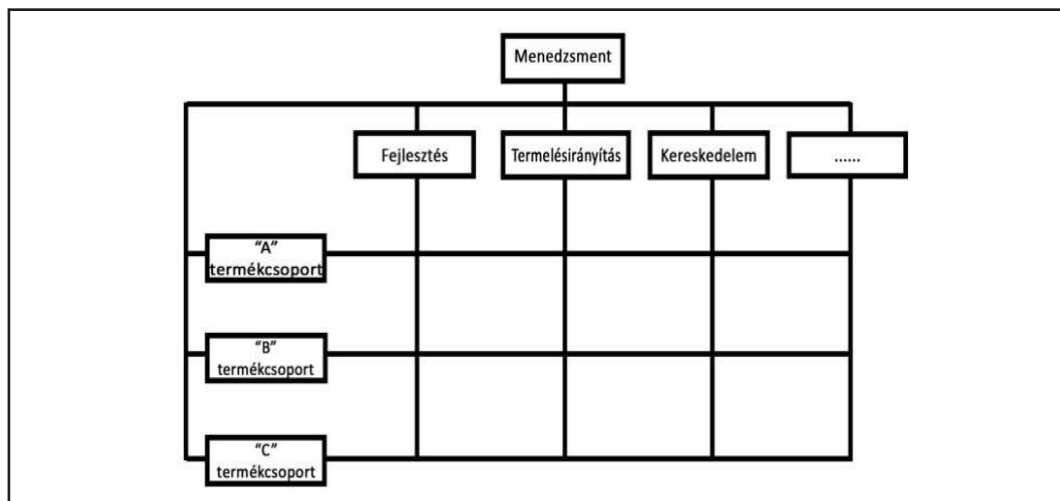 Menedzsment
Fejlesztés
Termelésirányítás
Kereskedelem
......
“A”
termékcsoport
“B”
termékcsoport
“C”
termékcsoport